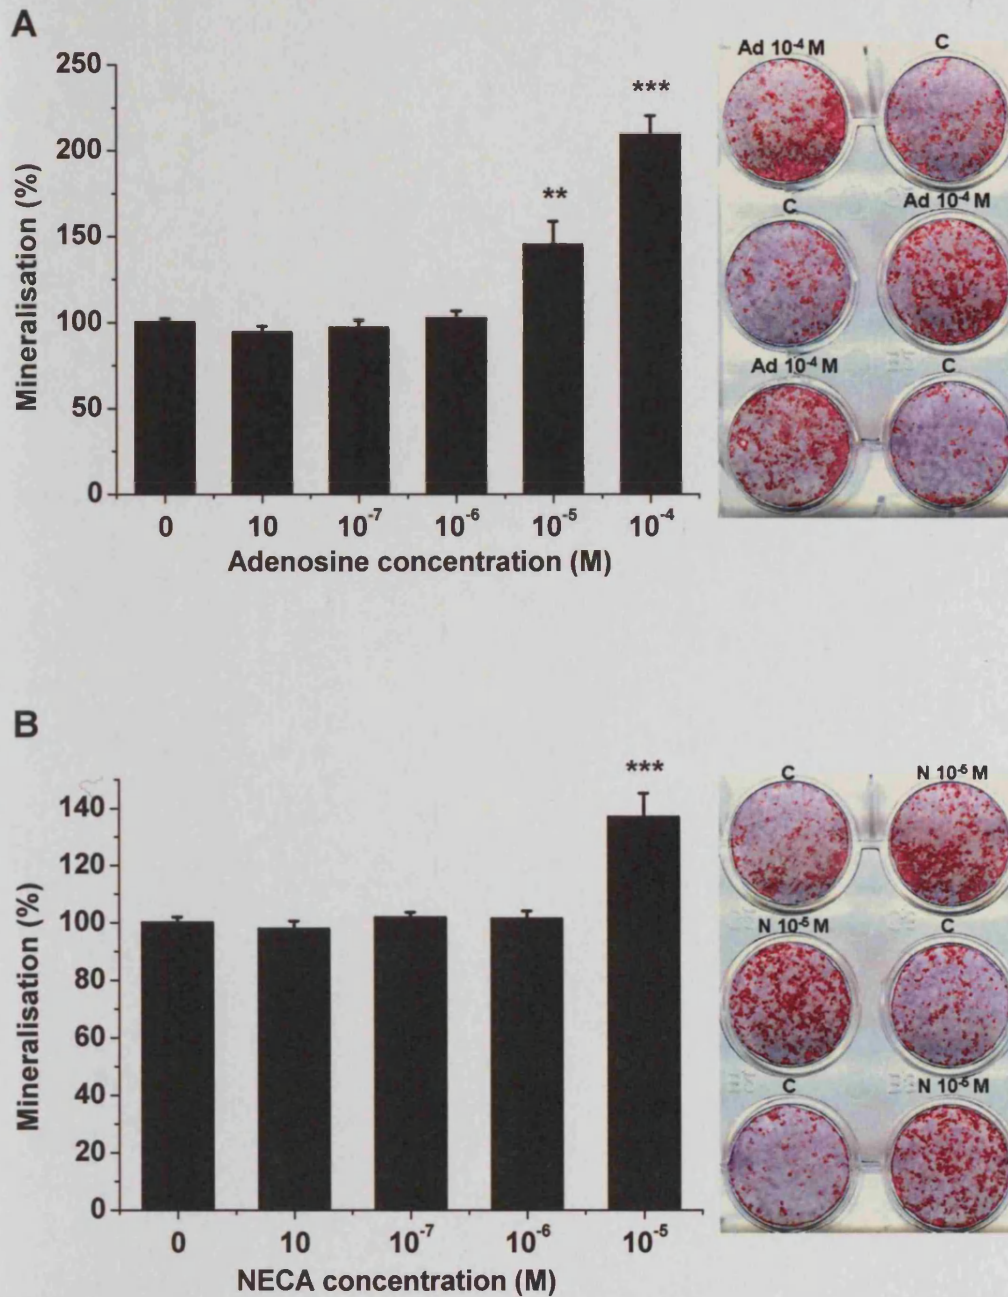 A
Ad 10⁻⁴ M
C
C
Ad 10⁻⁴ M
Ad 10⁻⁴ M
C
250
200
150
100
50
0
Mineralisation (%)
**
***
0
10
10⁻⁷
10⁻⁶
10⁻⁵
10⁻⁴
Adenosine concentration (M)
B
C
N 10⁻⁵ M
N 10⁻⁵ M
C
C
N 10⁻⁵ M
140
120
100
80
60
40
20
0
Mineralisation (%)
***
0
10
10⁻⁷
10⁻⁶
10⁻⁵
NECA concentration (M)